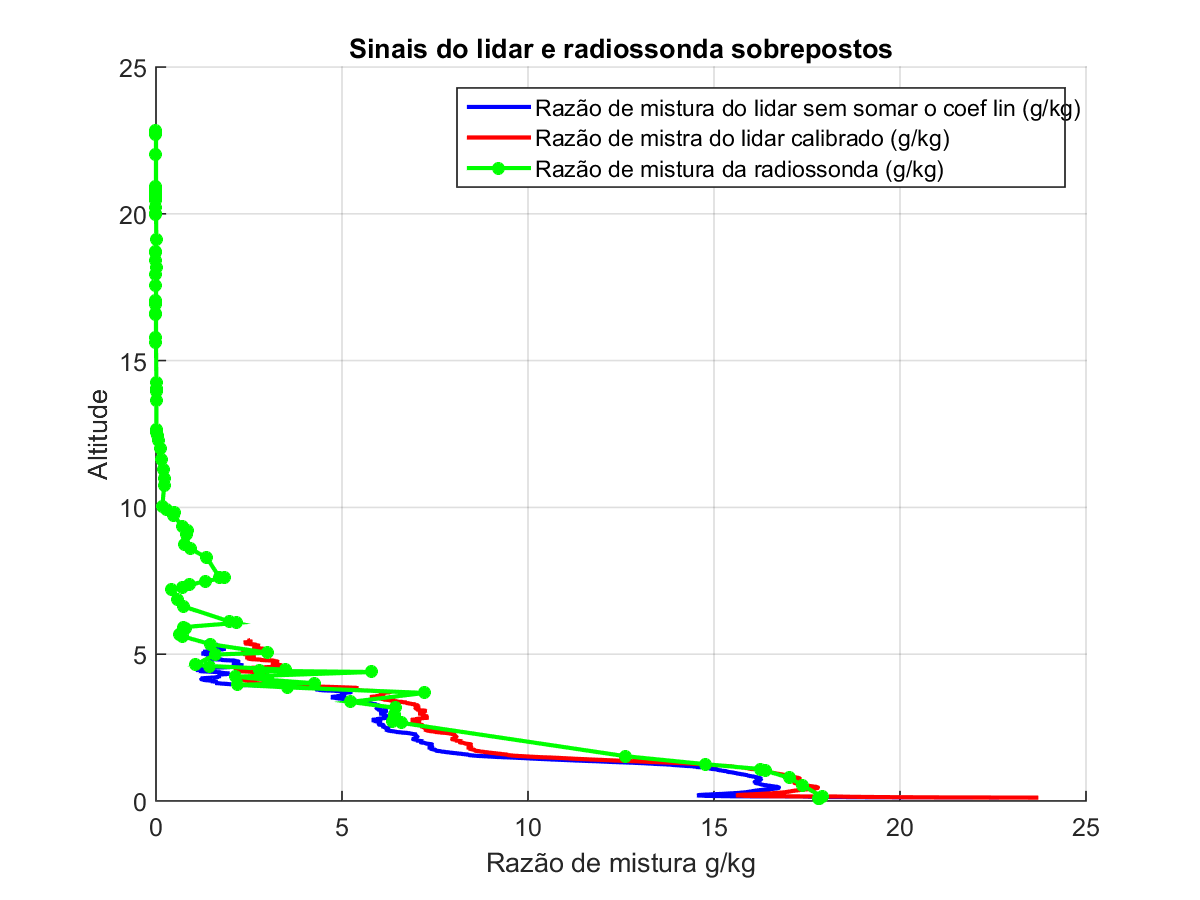 Sinais do lidar e radiossonda sobrepostos
Razão de mistura do lidar sem somar o coef lin (g/kg)
Razão de mistra do lidar calibrado (g/kg)
Razão de mistura da radiossonda (g/kg)
25
20
15
10
5
0
Altitude
0 5 10 15 20 25
Razão de mistura g/kg